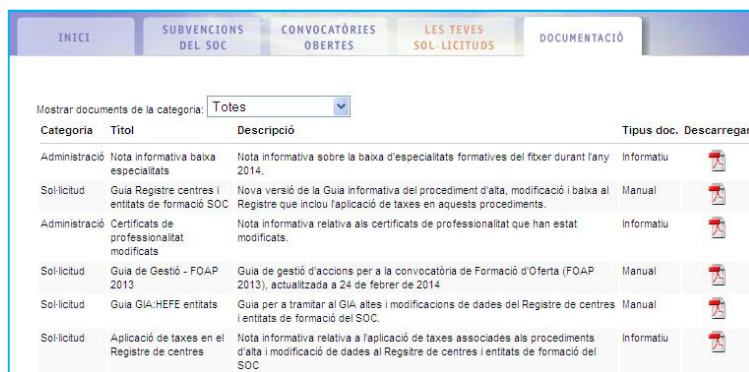 INICI
SUBVENCIONS
DEL SOC
CONVOCATÒRIES
OBERTES
LES TEVES
SOL·LICITUDS
DOCUMENTACIÓ
Mostrar documents de la categoria: Totes
Categoria Títol Descripció Tipus doc. Descarregar
Administració Nota informativa baixa Nota informativa sobre la baixa d'especialitats formatives del fitxer durant l'any Informatiu
especialitats 2014.
Sol·licitud Guia Registre centres i Nova versió de la Guia informativa del procediment d'alta, modificació i baixa al Manual
entitats de formació SOC Registre que inclou l'aplicació de taxes en aquests procediments.
Administració Certificats de Nota informativa relativa als certificats de professionalitat que han estat Informatiu
professionalitat modificats.
modificats
Sol·licitud Guia de Gestió - FOAP Guia de gestió d'accions per a la convocatòria de Formació d'Oferta (FOAP Manual
2013 2013), actualitzada a 24 de febrer de 2014
Sol·licitud Guia GIA:HEFE entitats Guia per a tramitar al GIA altes i modificacions de dades del Registre de centres Manual
i entitats de formació del SOC.
Sol·licitud Aplicació de taxes en el Nota informativa relativa a l'aplicació de taxes associades als procediments Informatiu
Registre de centres d'alta i modificació de dades al Regsitre de centres i entitats de formació del
SOC